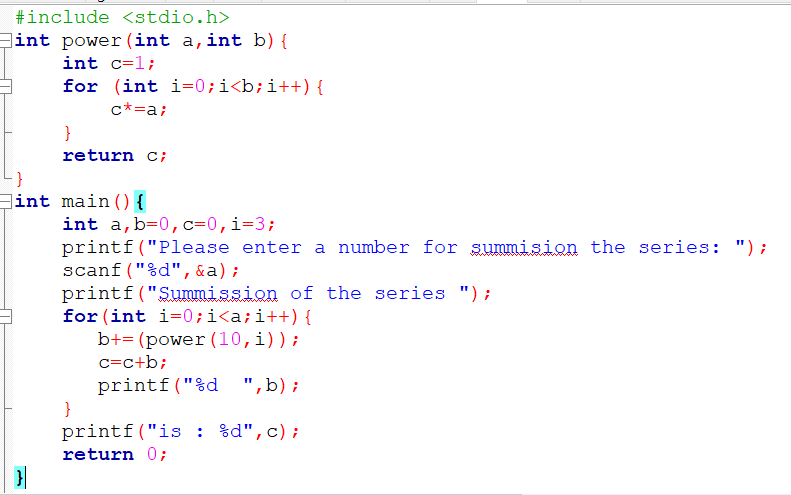 #include <stdio.h>
int power(int a,int b){
    int c=1;
    for (int i=0;i<b;i++){
        c*=a;
    }
    return c;
}
int main(){
    int a,b=0,c=0,i=3;
    printf("Please enter a number for summision the series: ");
    scanf("%d",&a);
    printf("Summission of the series ");
    for(int i=0;i<a;i++){
       b+=(power(10,i));
       c=c+b;
       printf("%d  ",b);
    }
    printf("is : %d",c);
    return 0;
}